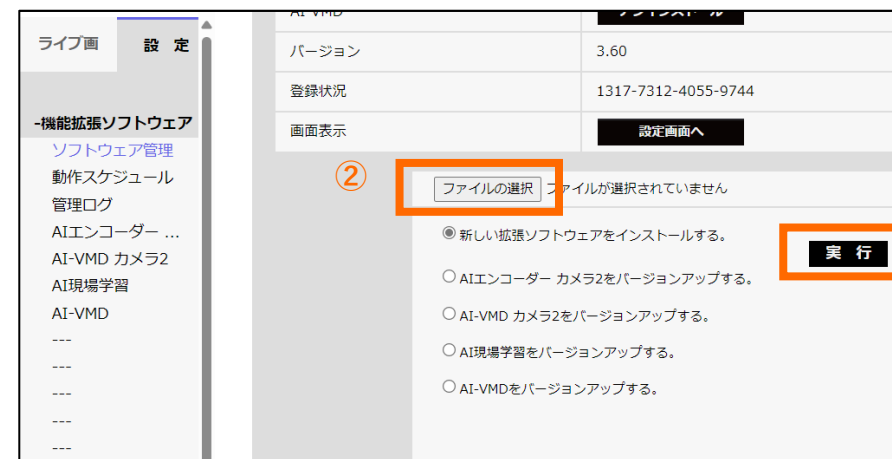 ライブ画 設 定
-機能拡張ソフトウェア
ソフトウェア管理
動作スケジュール
管理ログ
AIエンコーダー ...
AI-VMD カメラ2
AI現場学習
AI-VMD
---
---
---
---
---
AI-VMD アンインストール
バージョン 3.60
登録状況 1317-7312-4055-9744
画面表示 設定画面へ
②
ファイルの選択 ファイルが選択されていません
新しい拡張ソフトウェアをインストールする。
実 行
AIエンコーダー カメラ2をバージョンアップする。
AI-VMD カメラ2をバージョンアップする。
AI現場学習をバージョンアップする。
AI-VMDをバージョンアップする。